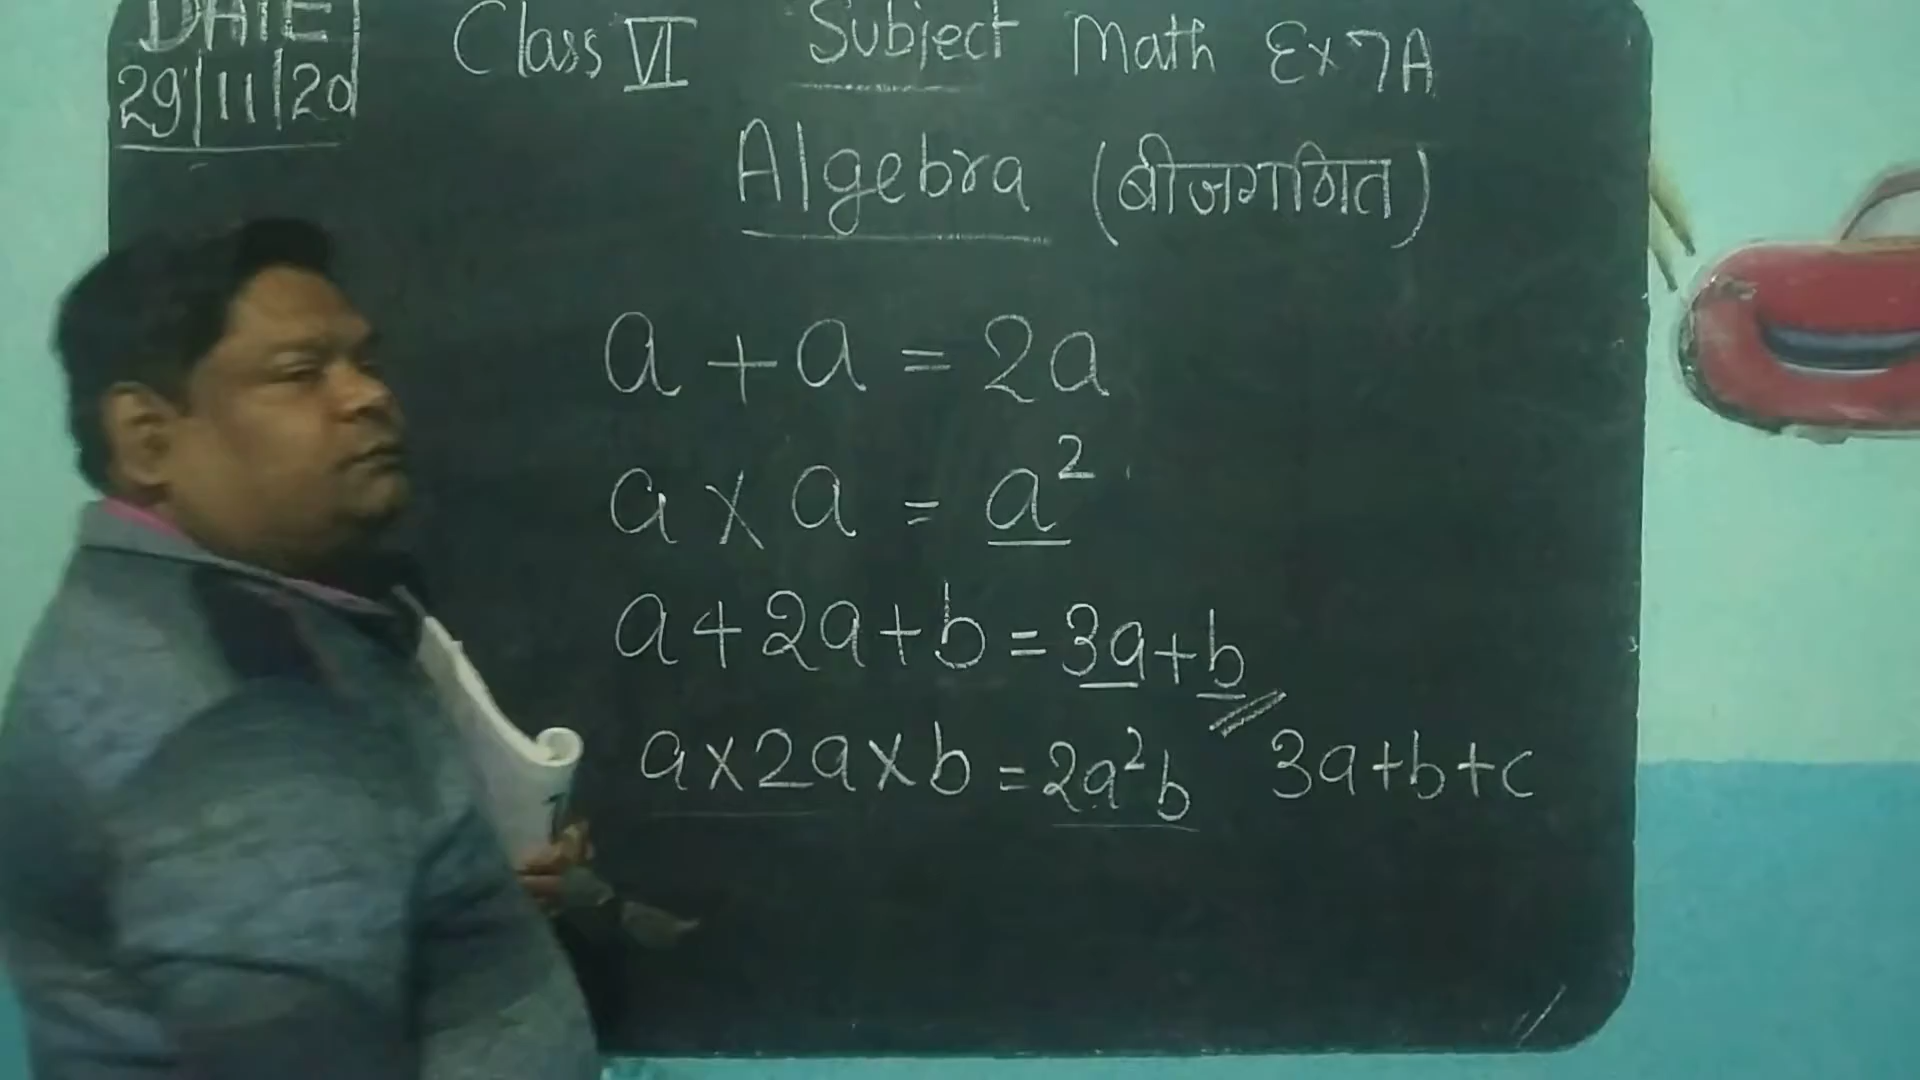 DATE
29/11/20
Class VI Subject Math Ex 7A
Algebra (बीजगणित)
a + a = 2a
a x a = a²
a + 2a + b = 3a + b
a x 2a x b = 2a²b
3a + b + c